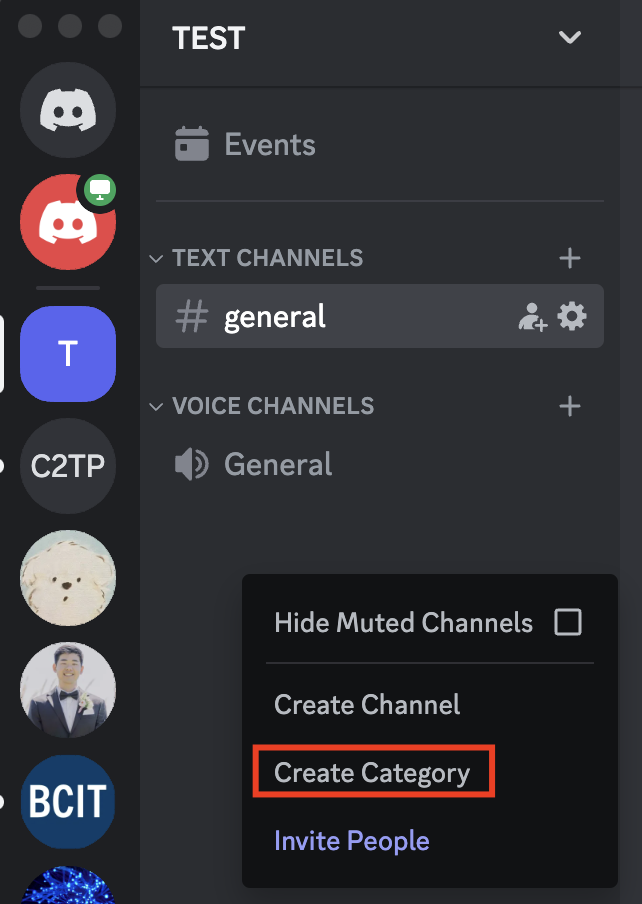 TEST
Events
TEXT CHANNELS
general
T
VOICE CHANNELS
C2TP
General
Hide Muted Channels
Create Channel
Create Category
BCIT
Invite People